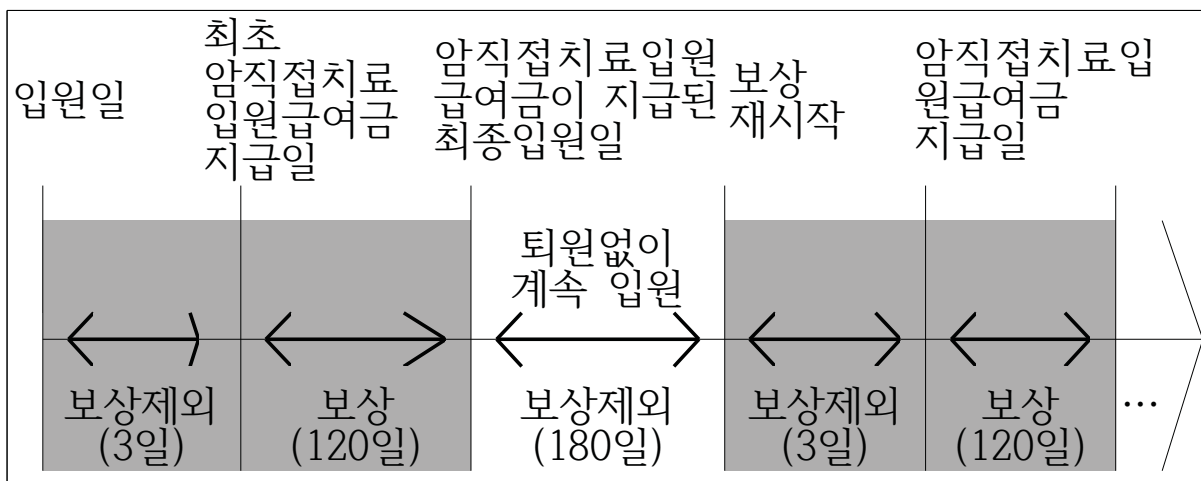 입원일
최초
암직접치료
입원급여금
지급일
암직접치료입원
급여금이 지급된
최종입원일
보상
재시작
암직접치료입
원급여금
지급일
퇴원없이
계속 입원
보상제외
(3일)
보상
(120일)
보상제외
(180일)
보상제외
(3일)
보상
(120일)
…